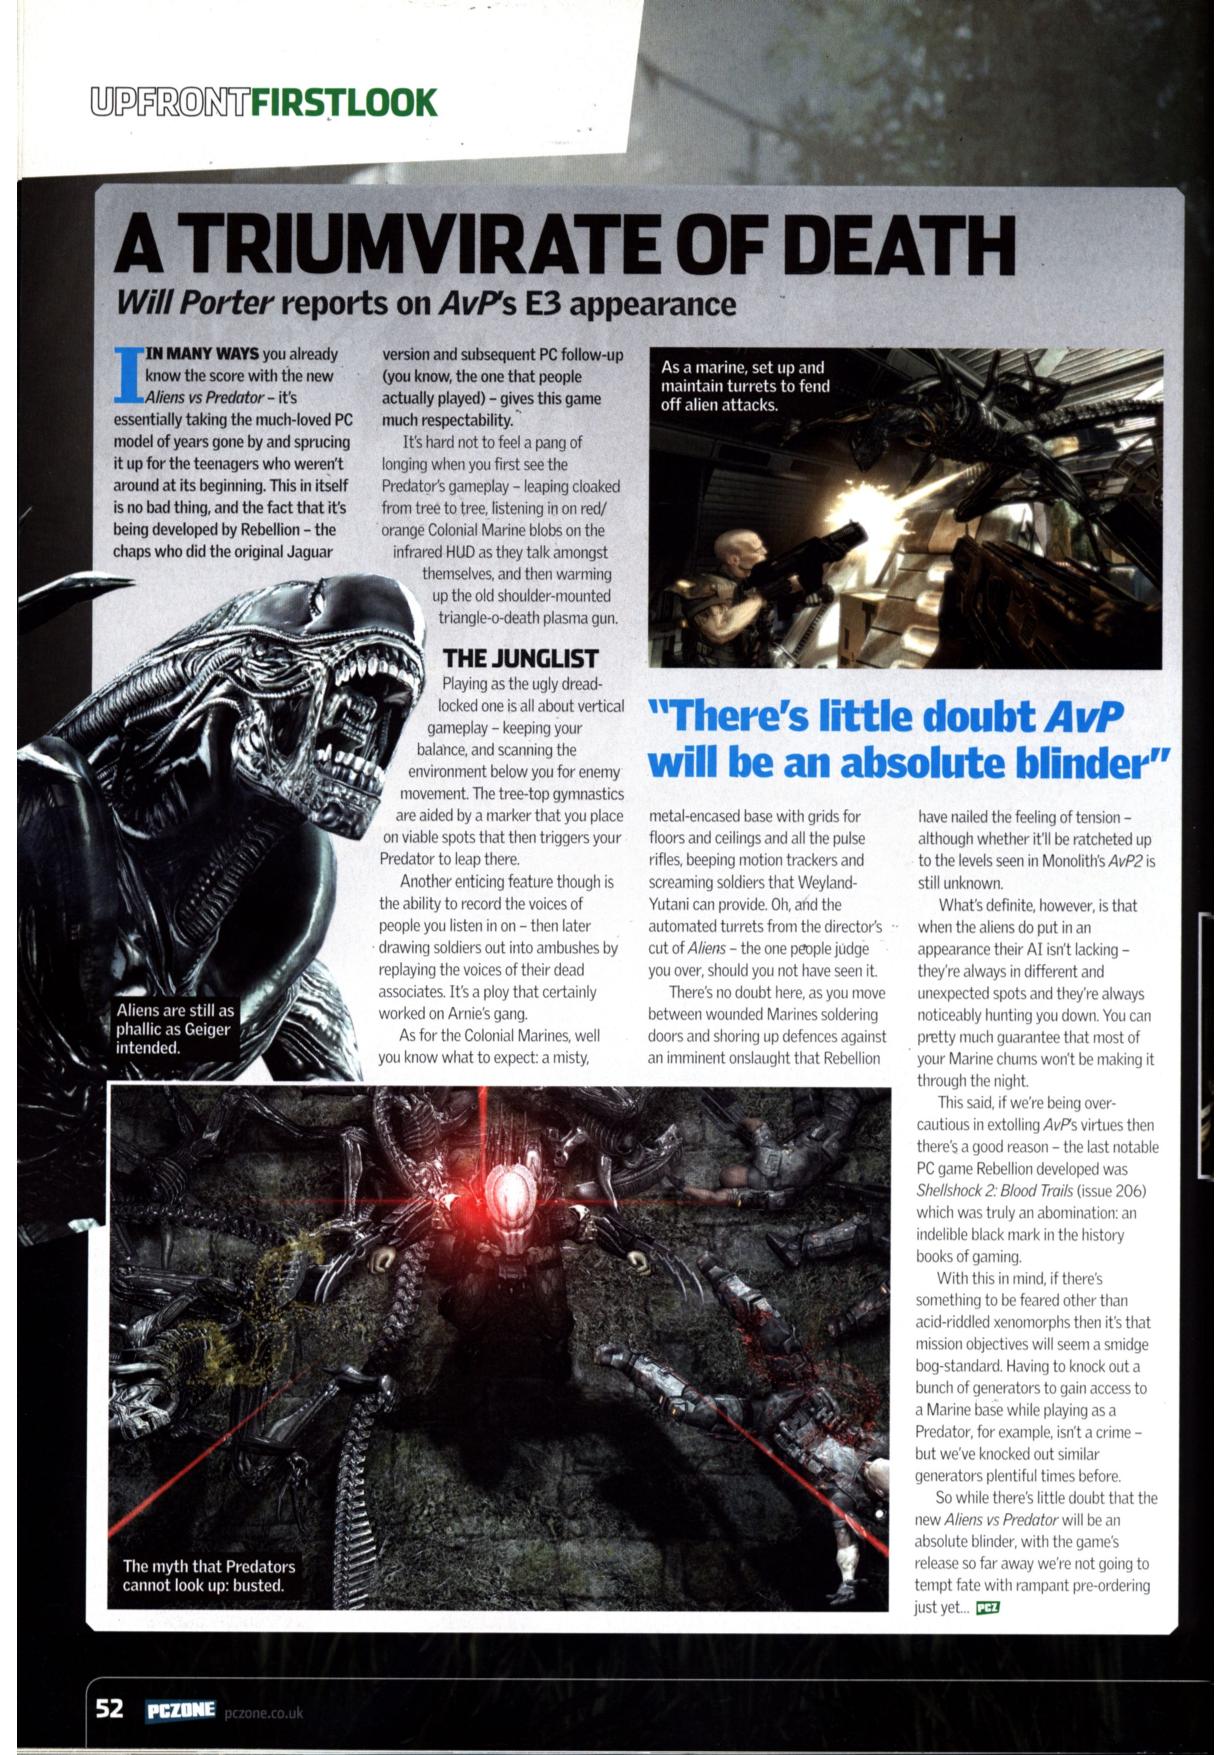 UPFRONTFIRSTLOOK
A TRIUMVIRATE OF DEATH
Will Porter reports on AvP's E3 appearance
IN MANY WAYS you already
know the score with the new
Aliens vs Predator – it's
essentially taking the much-loved PC
model of years gone by and sprucing
it up for the teenagers who weren't
around at its beginning. This in itself
is no bad thing, and the fact that it's
being developed by Rebellion – the
chaps who did the original Jaguar
version and subsequent PC follow-up
(you know, the one that people
actually played) – gives this game
much respectability.
It's hard not to feel a pang of
longing when you first see the
Predator's gameplay – leaping cloaked
from tree to tree, listening in on red/
orange Colonial Marine blobs on the
infrared HUD as they talk amongst
themselves, and then warming
up the old shoulder-mounted
triangle-o-death plasma gun.
THE JUNGLIST
Playing as the ugly dread-
locked one is all about vertical
gameplay – keeping your
balance, and scanning the
environment below you for enemy
movement. The tree-top gymnastics
are aided by a marker that you place
on viable spots that then triggers your
Predator to leap there.
Another enticing feature though is
the ability to record the voices of
people you listen in on – then later
drawing soldiers out into ambushes by
replaying the voices of their dead
associates. It's a ploy that certainly
worked on Arnie's gang.
As for the Colonial Marines, well
you know what to expect: a misty,
As a marine, set up and
maintain turrets to fend
off alien attacks.
"There's little doubt AvP
will be an absolute blinder"
metal-encased base with grids for
floors and ceilings and all the pulse
rifles, beeping motion trackers and
screaming soldiers that Weyland-
Yutani can provide. Oh, and the
automated turrets from the director's
cut of Aliens – the one people judge
you over, should you not have seen it.
There's no doubt here, as you move
between wounded Marines soldering
doors and shoring up defences against
an imminent onslaught that Rebellion
have nailed the feeling of tension –
although whether it'll be ratcheted up
to the levels seen in Monolith's AvP2 is
still unknown.
What's definite, however, is that
when the aliens do put in an
appearance their AI isn't lacking –
they're always in different and
unexpected spots and they're always
noticeably hunting you down. You can
pretty much guarantee that most of
your Marine chums won't be making it
through the night.
This said, if we're being over-
cautious in extolling AvP's virtues then
there's a good reason – the last notable
PC game Rebellion developed was
Shellshock 2: Blood Trails (issue 206)
which was truly an abomination: an
indelible black mark in the history
books of gaming.
With this in mind, if there's
something to be feared other than
acid-riddled xenomorphs then it's that
mission objectives will seem a smidge
bog-standard. Having to knock out a
bunch of generators to gain access to
a Marine base while playing as a
Predator, for example, isn't a crime –
but we've knocked out similar
generators plentiful times before.
So while there's little doubt that the
new Aliens vs Predator will be an
absolute blinder, with the game's
release so far away we're not going to
tempt fate with rampant pre-ordering
just yet... PCZ
Aliens are still as
phallic as Geiger
intended.
The myth that Predators
cannot look up: busted.
52 PCZONE pczone.co.uk